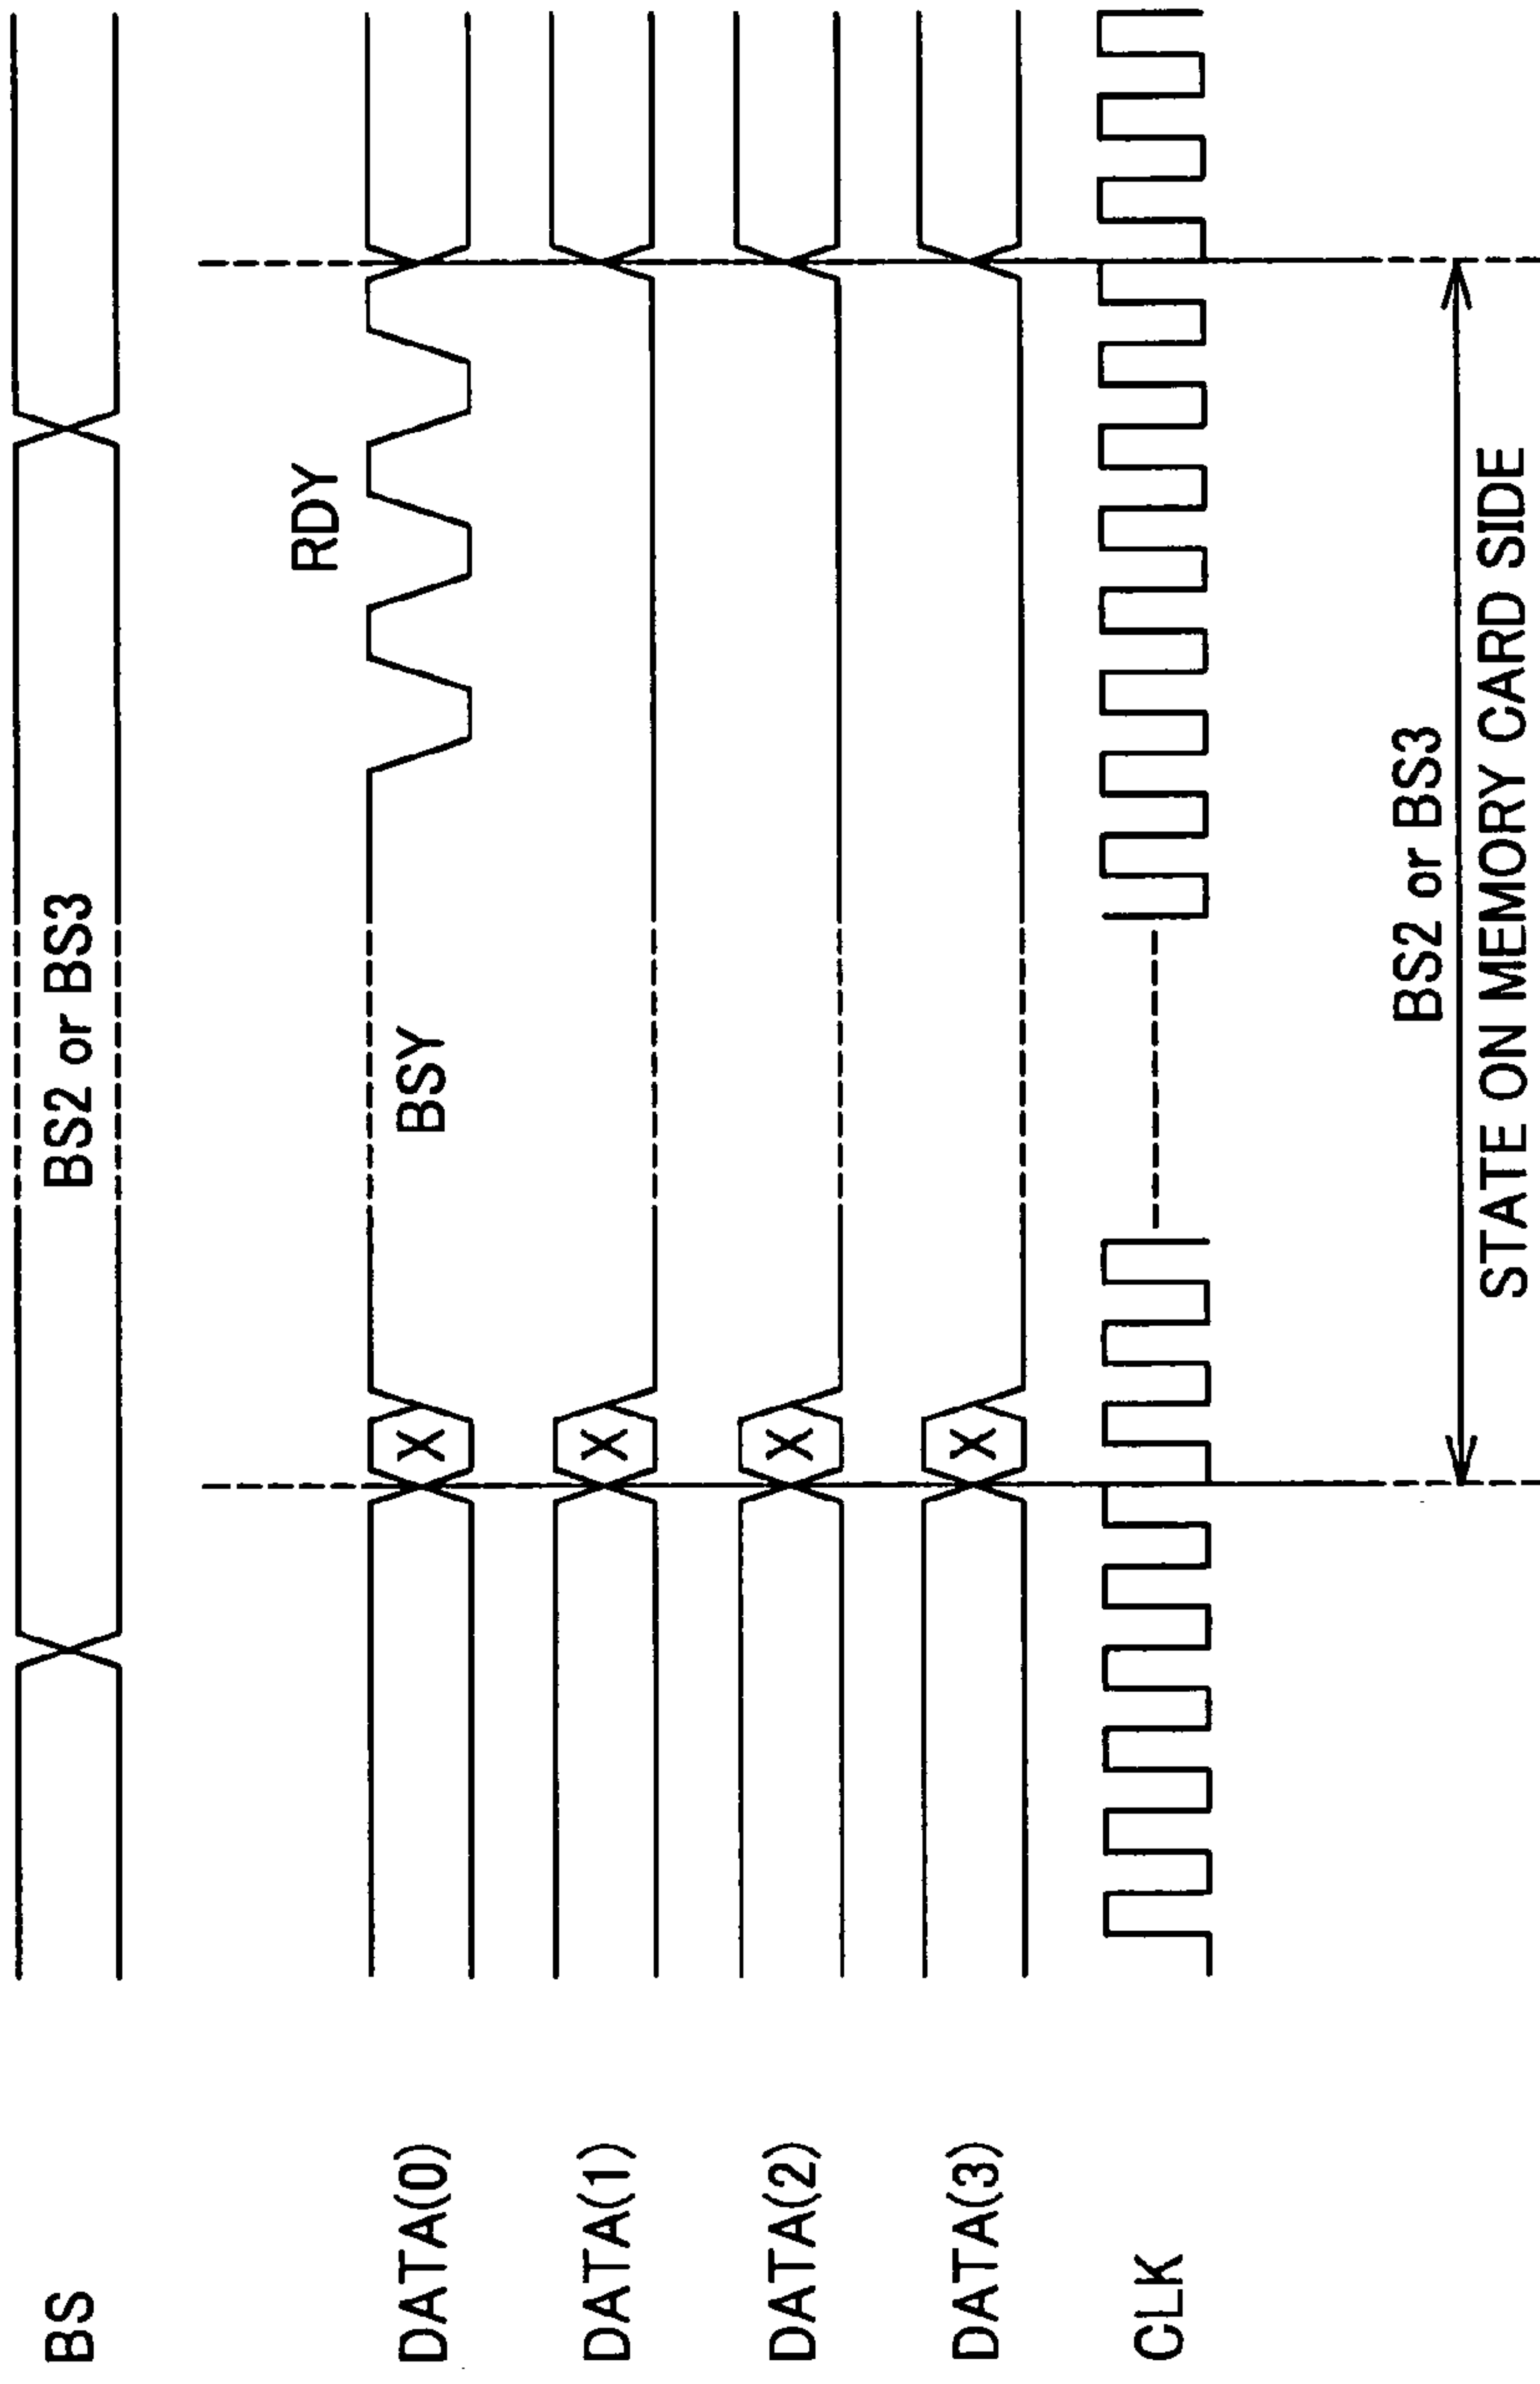 BS
BS2 or BS3
RDY
DATA(0)
X
BSY
DATA(1)
X
DATA(2)
X
DATA(3)
X
CLK
BS2 or BS3
STATE ON MEMORY CARD SIDE